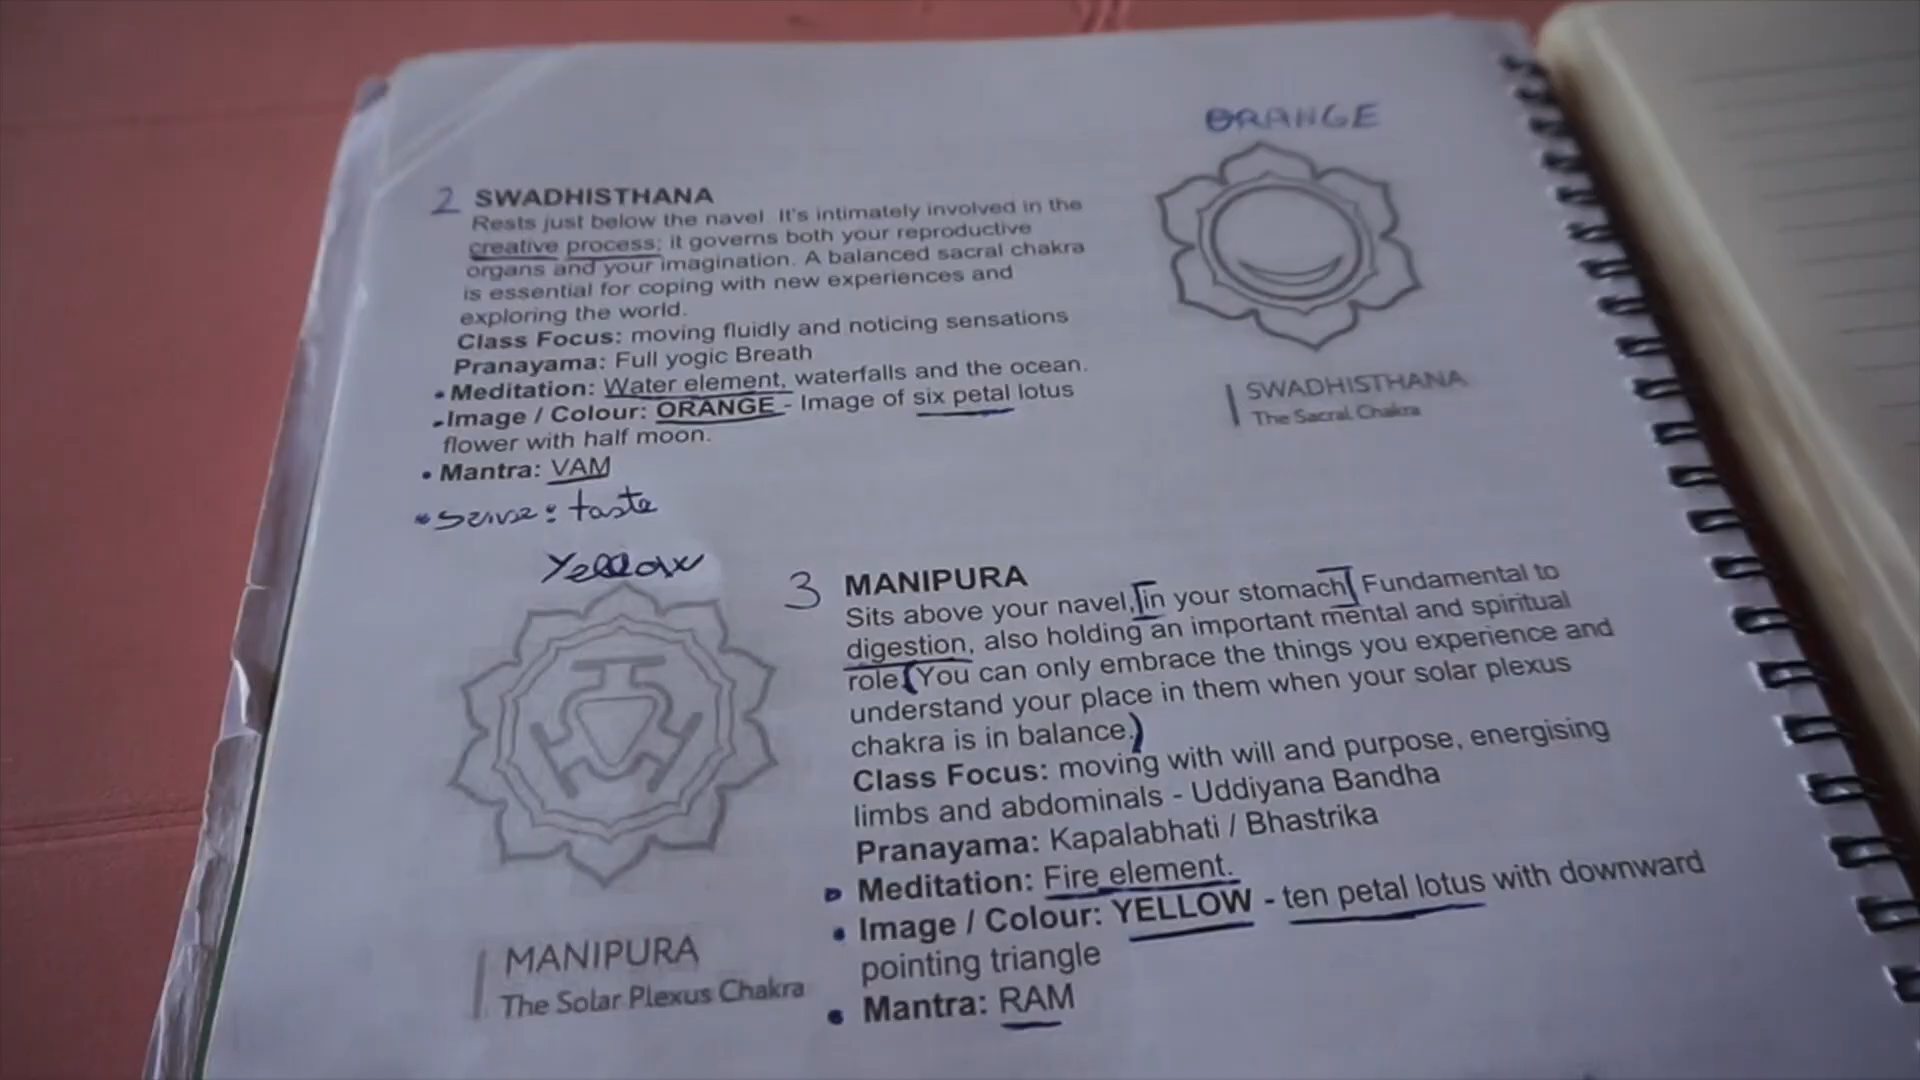 ORANGE
2 SWADHISTHANA
Rests just below the navel. It's intimately involved in the
creative process; it governs both your reproductive
organs and your imagination. A balanced sacral chakra
is essential for coping with new experiences and
exploring the world.
Class Focus: moving fluidly and noticing sensations
Pranayama: Full yogic Breath
• Meditation: Water element, waterfalls and the ocean.
• Image / Colour: ORANGE - Image of six petal lotus
flower with half moon.
• Mantra: VAM
• Sense: taste
SWADHISTHANA
The Sacral Chakra
Yellow
3 MANIPURA
Sits above your navel, [in your stomach] Fundamental to
digestion, also holding an important mental and spiritual
role (You can only embrace the things you experience and
understand your place in them when your solar plexus
chakra is in balance.)
Class Focus: moving with will and purpose, energising
limbs and abdominals - Uddiyana Bandha
Pranayama: Kapalabhati / Bhastrika
• Meditation: Fire element.
• Image / Colour: YELLOW - ten petal lotus with downward
pointing triangle
• Mantra: RAM
MANIPURA
The Solar Plexus Chakra